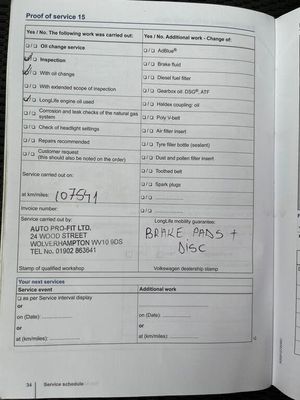 Proof of service 15
Yes / No. The following work was carried out:
❏ / ❏ Oil change service
✓ / ❏ Inspection
✓ / ❏ With oil change
❏ / ❏ With extended scope of inspection
✓ / ❏ LongLife engine oil used
❏ / ❏ Corrosion and leak checks of the natural gas system
❏ / ❏ Check of headlight settings
❏ / ❏ Repairs recommended
❏ / ❏ Customer request
(this should also be noted on the order)
Service carried out on:
at km/miles: 107541
Invoice number:
Service carried out by:
AUTO PRO-FIT LTD.
24 WOOD STREET
WOLVERHAMPTON WV10 9DS
TEL No. 01902 863641
Stamp of qualified workshop
Yes / No. Additional work - Change of:
❏ / ❏ AdBlue®
❏ / ❏ Brake fluid
❏ / ❏ Diesel fuel filter
❏ / ❏ Gearbox oil: DSG®, ATF
❏ / ❏ Haldex coupling: oil
❏ / ❏ Poly V-belt
❏ / ❏ Air filter insert
❏ / ❏ Tyre filler bottle (sealant)
❏ / ❏ Dust and pollen filter insert
❏ / ❏ Toothed belt
❏ / ❏ Spark plugs
❏ / ❏
❏ / ❏
LongLife mobility guarantee:
BRAKE PADS +
DISC
Volkswagen dealership stamp
Your next services
Service event
❏ as per Service interval display
or
on (Date):
or
at (km/miles):
Additional work
on (Date):
or
at (km/miles):
34 Service schedule